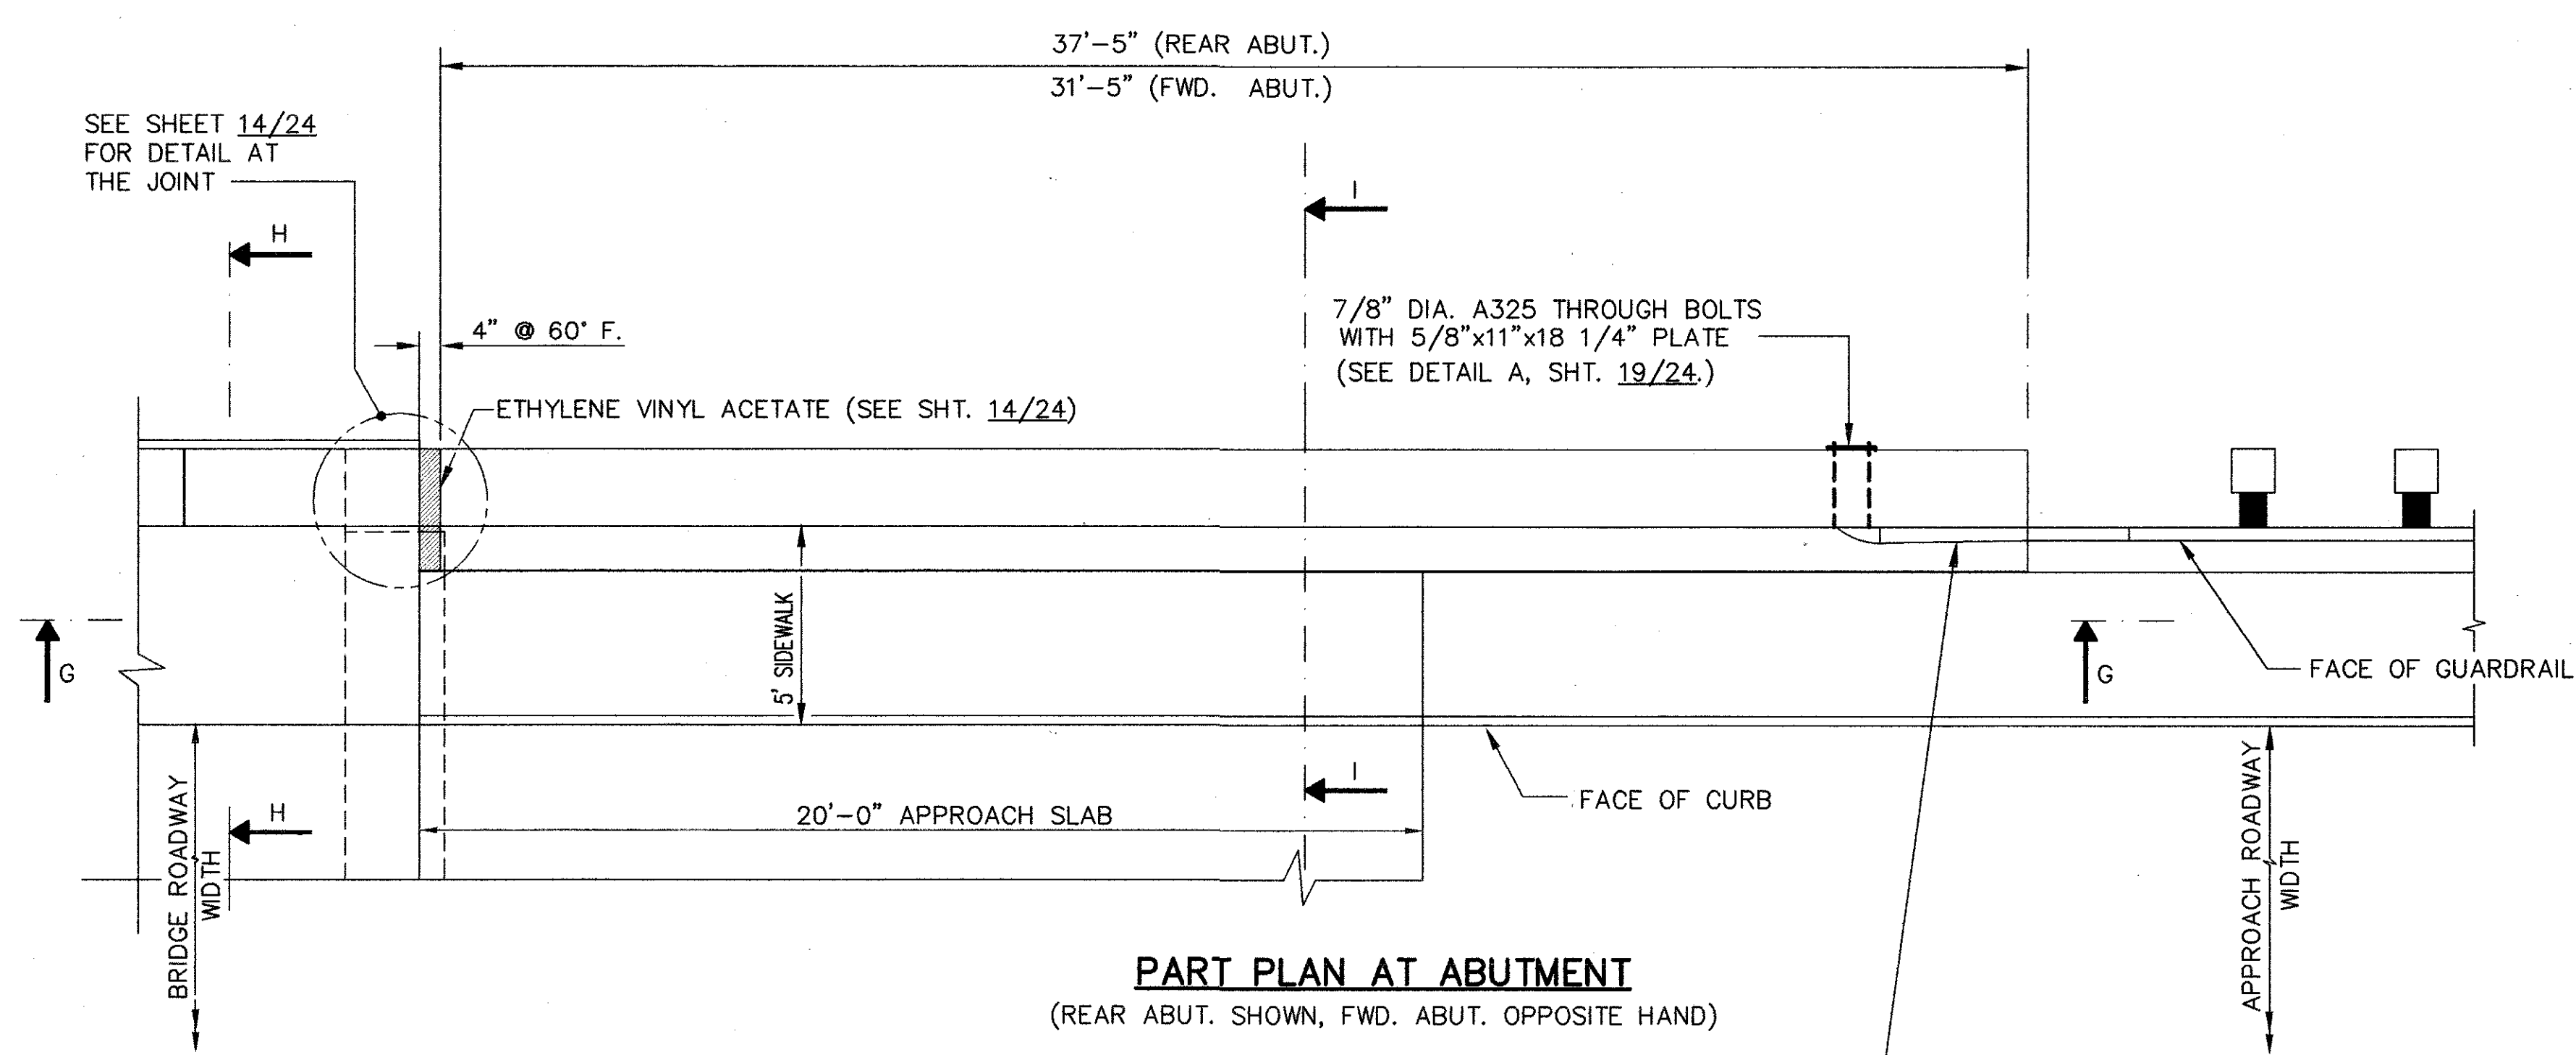 37'-5" (REAR ABUT.)
31'-5" (FWD. ABUT.)
SEE SHEET 14/24
FOR DETAIL AT
THE JOINT
H
I
4" @ 60° F.
7/8" DIA. A325 THROUGH BOLTS
WITH 5/8"x11"x18 1/4" PLATE
(SEE DETAIL A, SHT. 19/24.)
ETHYLENE VINYL ACETATE (SEE SHT. 14/24)
5' SIDEWALK
G
G
FACE OF GUARDRAIL
BRIDGE ROADWAY
WIDTH
H
20'-0" APPROACH SLAB
I
FACE OF CURB
APPROACH ROADWAY
WIDTH
PART PLAN AT ABUTMENT
(REAR ABUT. SHOWN, FWD. ABUT. OPPOSITE HAND)